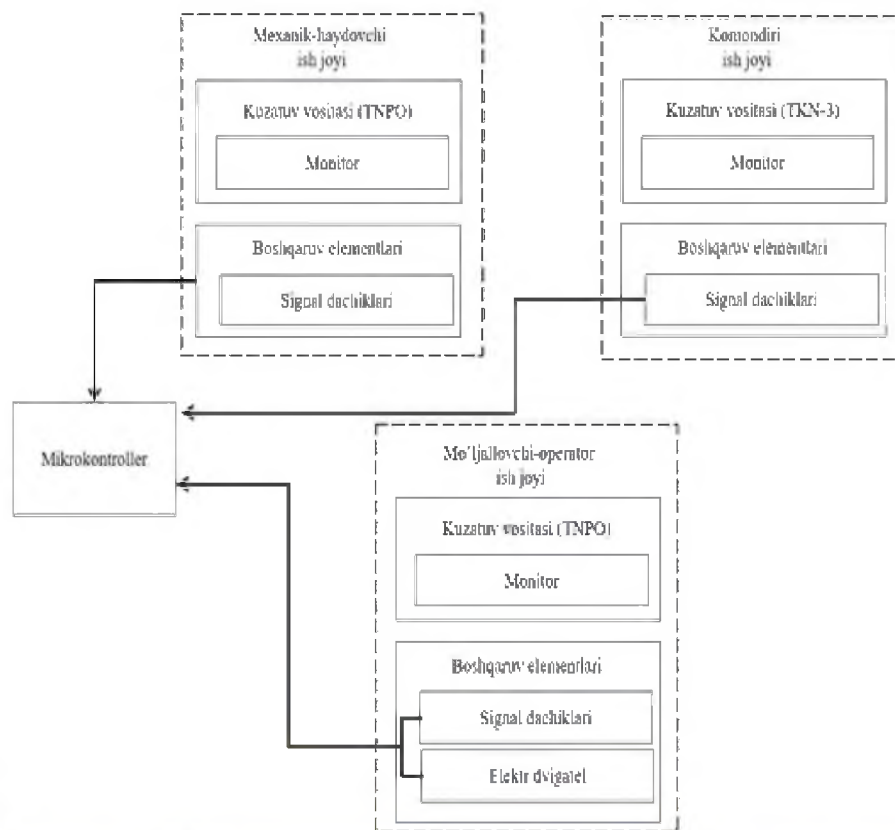 Mexanik-haydovchi
ish joyi
Kuzatuv vositasi (TNPO)
Monitor
Boshqaruv elementlari
Signal dachiklari
Komondiri
ish joyi
Kuzatuv vositasi (TKN-3)
Monitor
Boshqaruv elementlari
Signal dachiklari
Mikrokontroller
Mo'ljallovchi-operator
ish joyi
Kuzatuv vositasi (TNPO)
Monitor
Boshqaruv elementlari
Signal dachiklari
Elektr dvigatel